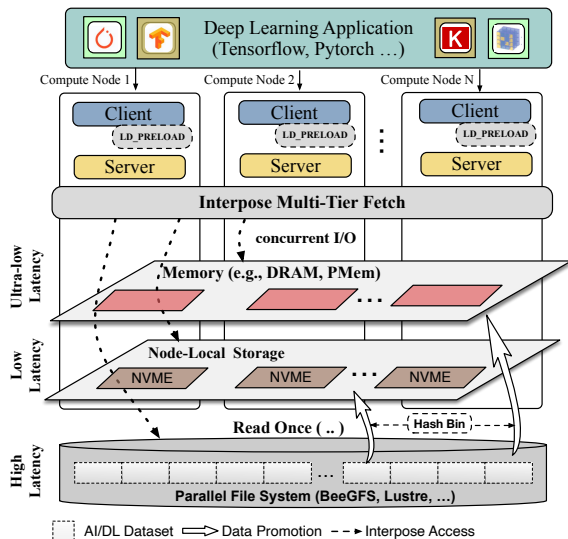 Deep Learning Application
(Tensorflow, Pytorch ...)
K
Compute Node 1
Compute Node 2
Compute Node N
Client
Client
Client
LD_PRELOAD
LD_PRELOAD
LD_PRELOAD
Server
Server
Server
Interpose Multi-Tier Fetch
concurrent I/O
Ultra-low
Latency
Memory (e.g., DRAM, PMem)
...
Low
Latency
Node-Local Storage
NVME
NVME
...
NVME
Read Once ( .. )
Hash Bin
High
Latency
...
Parallel File System (BeeGFS, Lustre, ...)
AI/DL Dataset
Data Promotion
Interpose Access